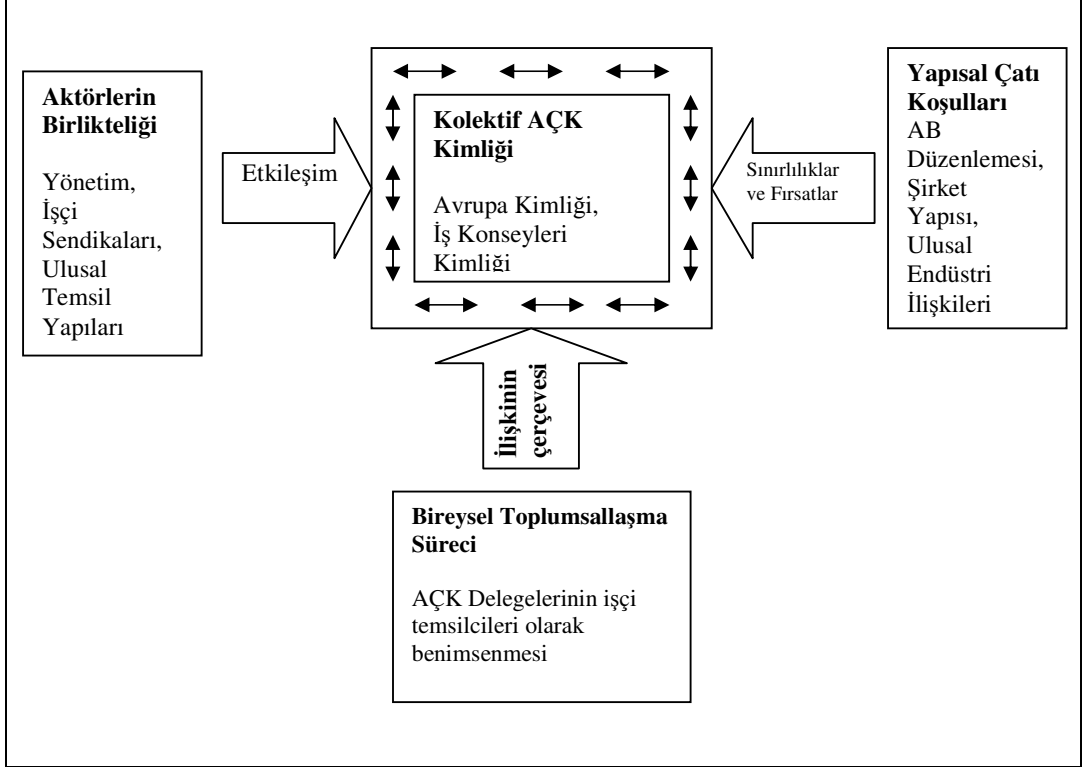 Aktörlerin
Birlikteliği
Yönetim,
İşçi
Sendikaları,
Ulusal
Temsil
Yapıları
Etkileşim
Kolektif AÇK
Kimliği
Avrupa Kimliği,
İş Konseyleri
Kimliği
Sınırlılıklar
ve Fırsatlar
Yapısal Çatı
Koşulları
AB
Düzenlemesi,
Şirket
Yapısı,
Ulusal
Endüstri
İlişkileri
İlişkinin
çerçevesi
Bireysel Toplumsallaşma
Süreci
AÇK Delegelerinin işçi
temsilcileri olarak
benimsenmesi